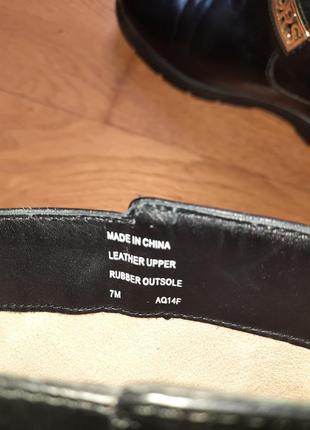 MADE IN CHINA
LEATHER UPPER
RUBBER OUTSOLE
7M AQ14F